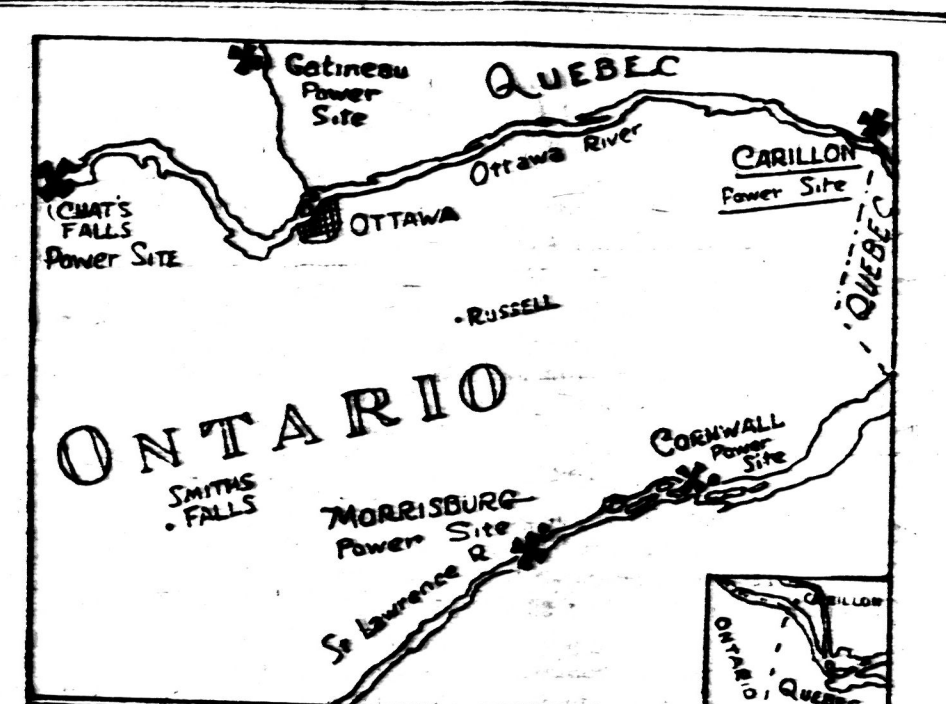 Gatineau
Power
Site
QUEBEC
Ottawa River
CARILLON
Power Site
CHAT'S
FALLS
Power SITE
OTTAWA
QUEBEC
RUSSELL
ONTARIO
CORNWALL
Power
Site
SMITHS
FALLS
MORRISBURG
Power Site
St Lawrence R
CARILLON
ONTARIO
QUEBEC